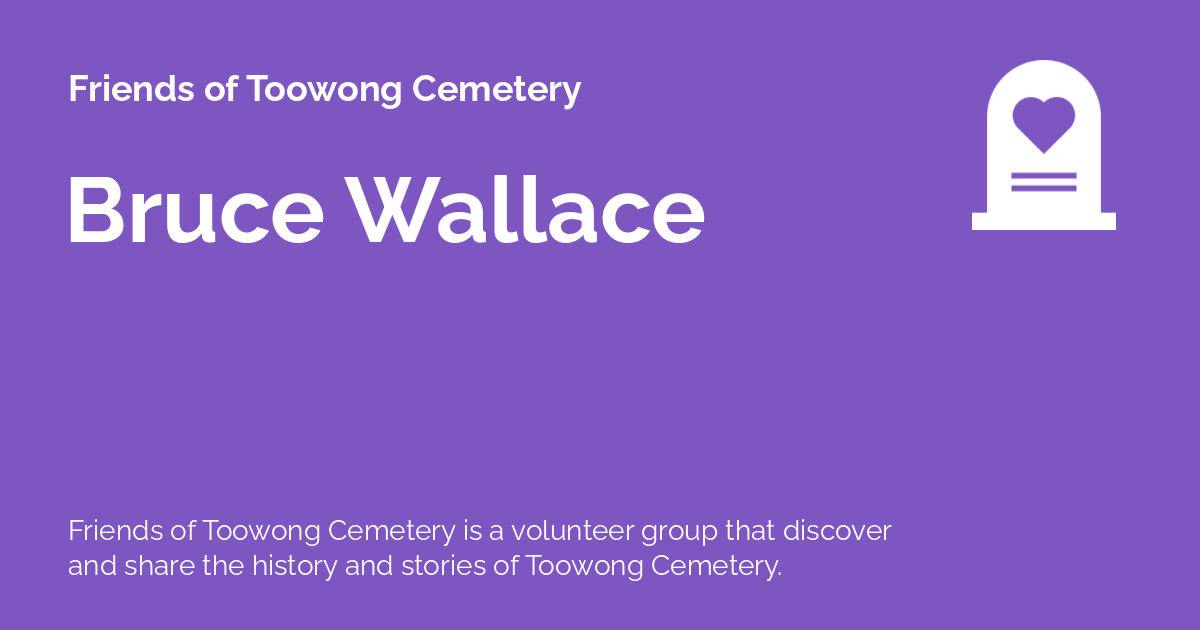 Friends of Toowong Cemetery
Bruce Wallace
Friends of Toowong Cemetery is a volunteer group that discover
and share the history and stories of Toowong Cemetery.